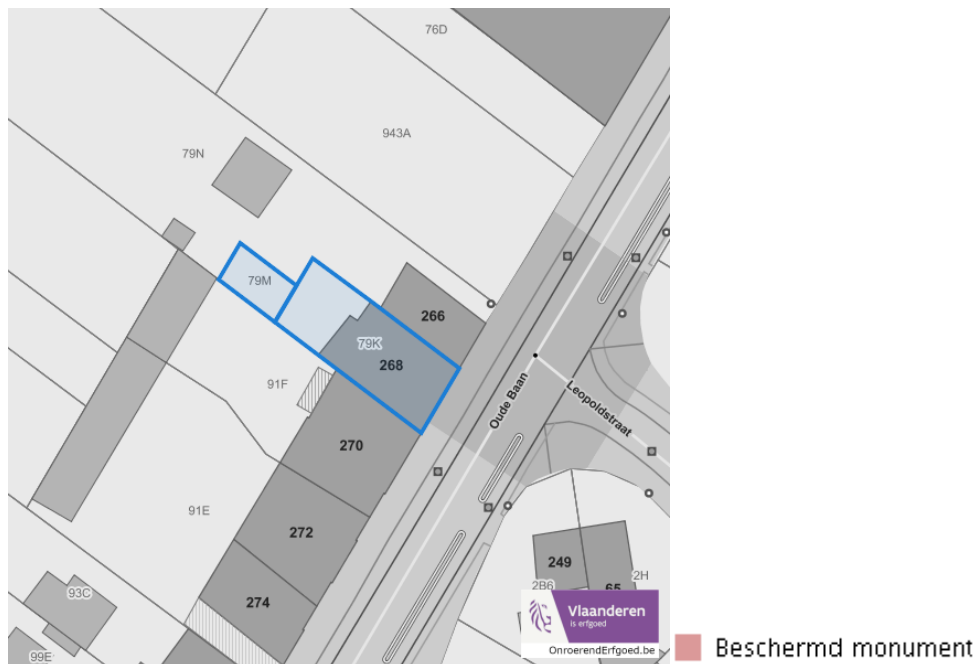 76D
943A
79N
79M
266
79K
268
91F
Oude Baan
Leopoldstraat
270
91E
272
249
2H
2B6
65
93C
274
Vlaanderen
is erfgoed
99E
OnroerendErfgoed.be
Beschermd monument